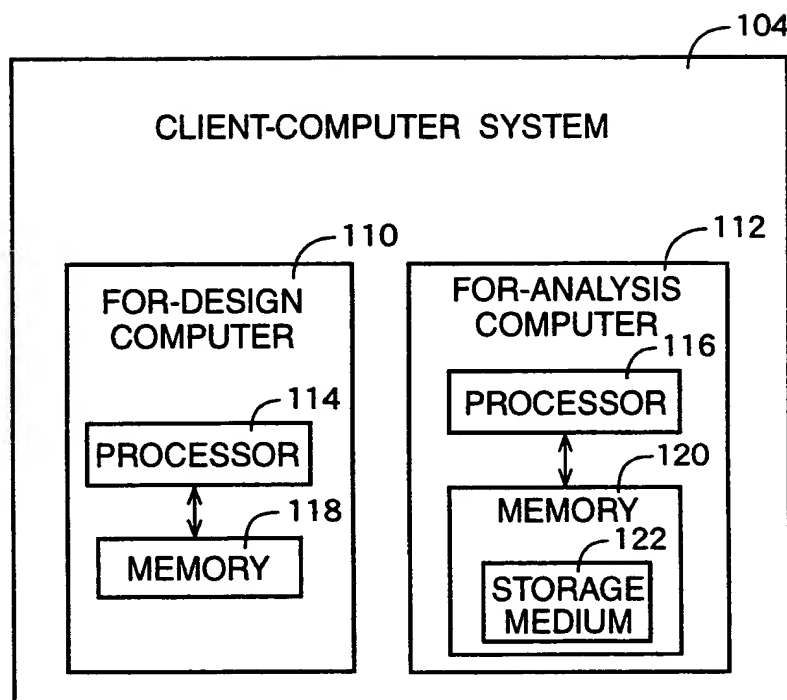 104
CLIENT-COMPUTER SYSTEM
110
FOR-DESIGN
COMPUTER
114
PROCESSOR
118
MEMORY
112
FOR-ANALYSIS
COMPUTER
116
PROCESSOR
120
MEMORY
122
STORAGE
MEDIUM